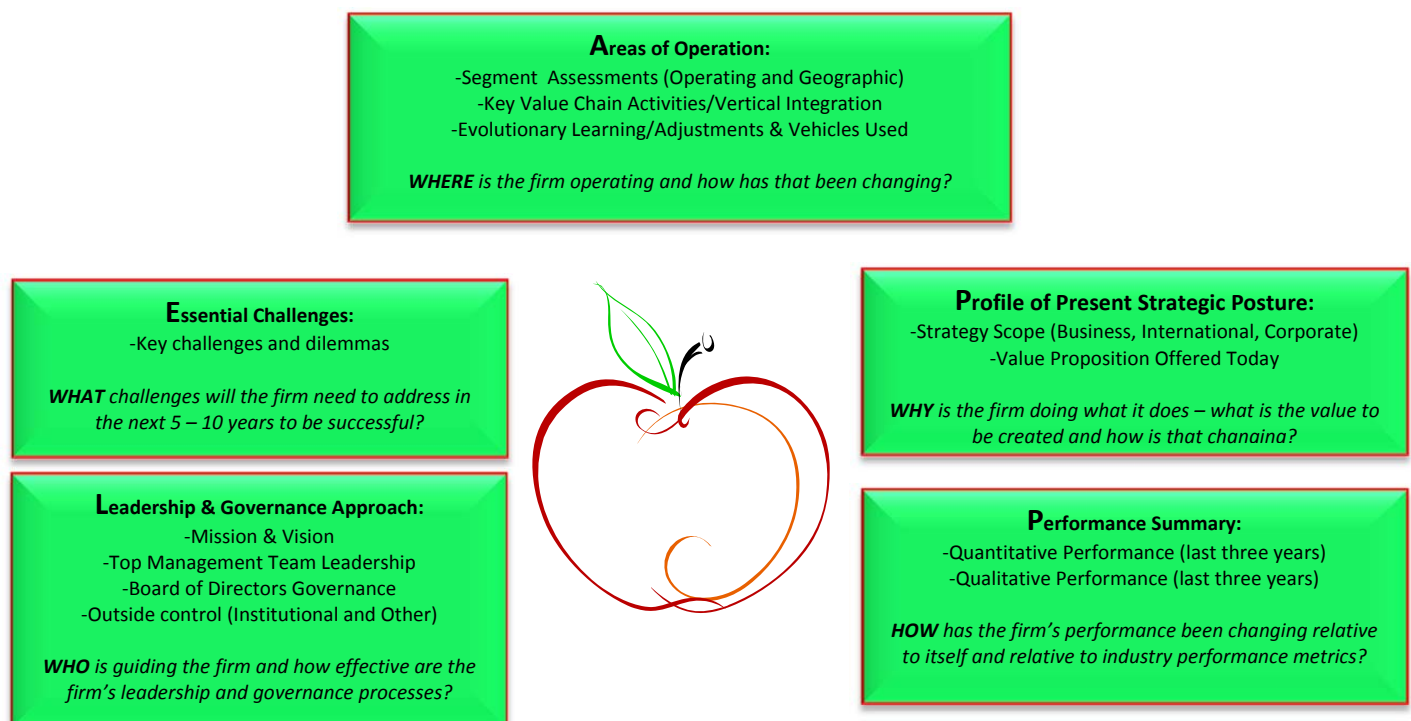 Areas of Operation:
-Segment Assessments (Operating and Geographic)
-Key Value Chain Activities/Vertical Integration
-Evolutionary Learning/Adjustments & Vehicles Used
WHERE is the firm operating and how has that been changing?
Profile of Present Strategic Posture:
-Strategy Scope (Business, International, Corporate)
-Value Proposition Offered Today
WHY is the firm doing what it does – what is the value to
be created and how is that changing?
Performance Summary:
-Quantitative Performance (last three years)
-Qualitative Performance (last three years)
HOW has the firm's performance been changing relative
to itself and relative to industry performance metrics?
Leadership & Governance Approach:
-Mission & Vision
-Top Management Team Leadership
-Board of Directors Governance
-Outside control (Institutional and Other)
WHO is guiding the firm and how effective are the
firm's leadership and governance processes?
Essential Challenges:
-Key challenges and dilemmas
WHAT challenges will the firm need to address in
the next 5 – 10 years to be successful?